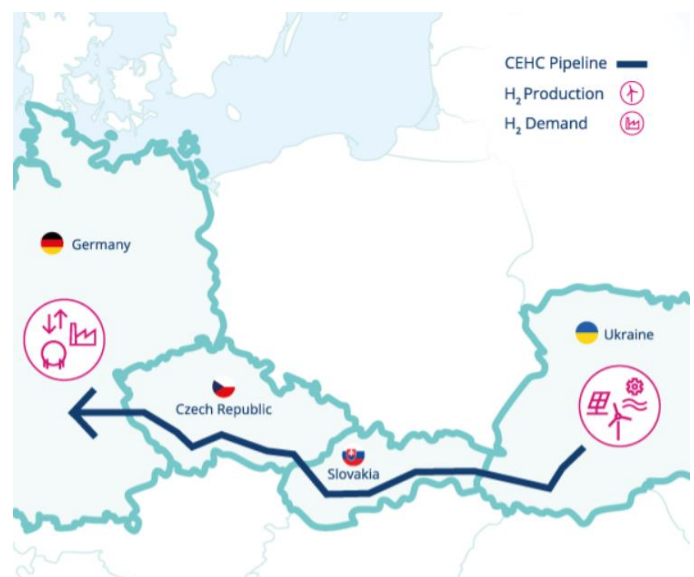 CEHC Pipeline
H₂ Production
H₂ Demand
Germany
Ukraine
Czech Republic
Slovakia